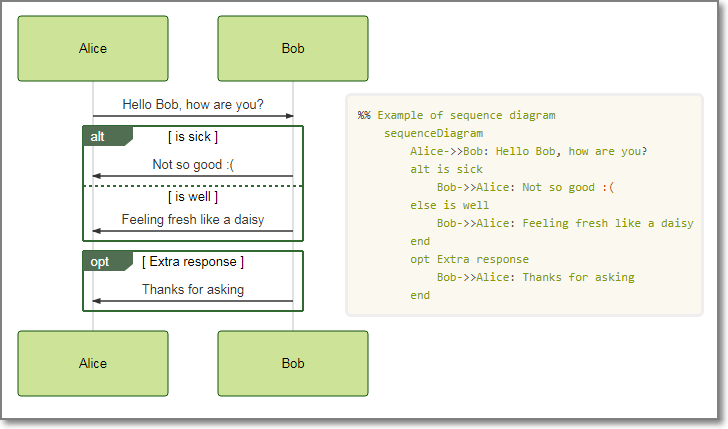 Alice
Bob
Hello Bob, how are you?
alt
[ is sick ]
Not so good :(
[ is well ]
Feeling fresh like a daisy
opt
[ Extra response ]
Thanks for asking
Alice
Bob
%% Example of sequence diagram
sequenceDiagram
Alice->>Bob: Hello Bob, how are you?
alt is sick
Bob->>Alice: Not so good :(
else is well
Bob->>Alice: Feeling fresh like a daisy
end
opt Extra response
Bob->>Alice: Thanks for asking
end